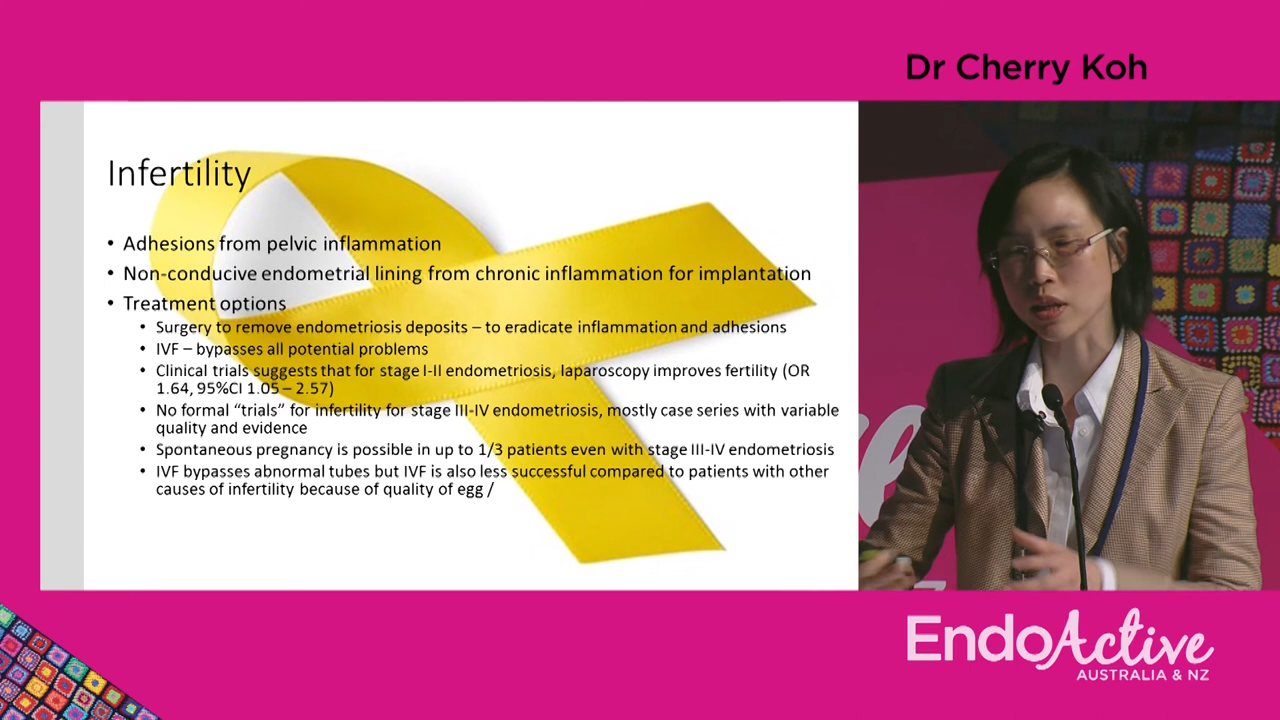 Dr Cherry Koh
Infertility
• Adhesions from pelvic inflammation
• Non-conducive endometrial lining from chronic inflammation for implantation
• Treatment options
• Surgery to remove endometriosis deposits – to eradicate inflammation and adhesions
• IVF – bypasses all potential problems
• Clinical trials suggests that for stage I-II endometriosis, laparoscopy improves fertility (OR
1.64, 95%CI 1.05 – 2.57)
• No formal “trials” for infertility for stage III-IV endometriosis, mostly case series with variable
quality and evidence
• Spontaneous pregnancy is possible in up to 1/3 patients even with stage III-IV endometriosis
• IVF bypasses abnormal tubes but IVF is also less successful compared to patients with other
causes of infertility because of quality of egg /
EndoActive
AUSTRALIA & NZ